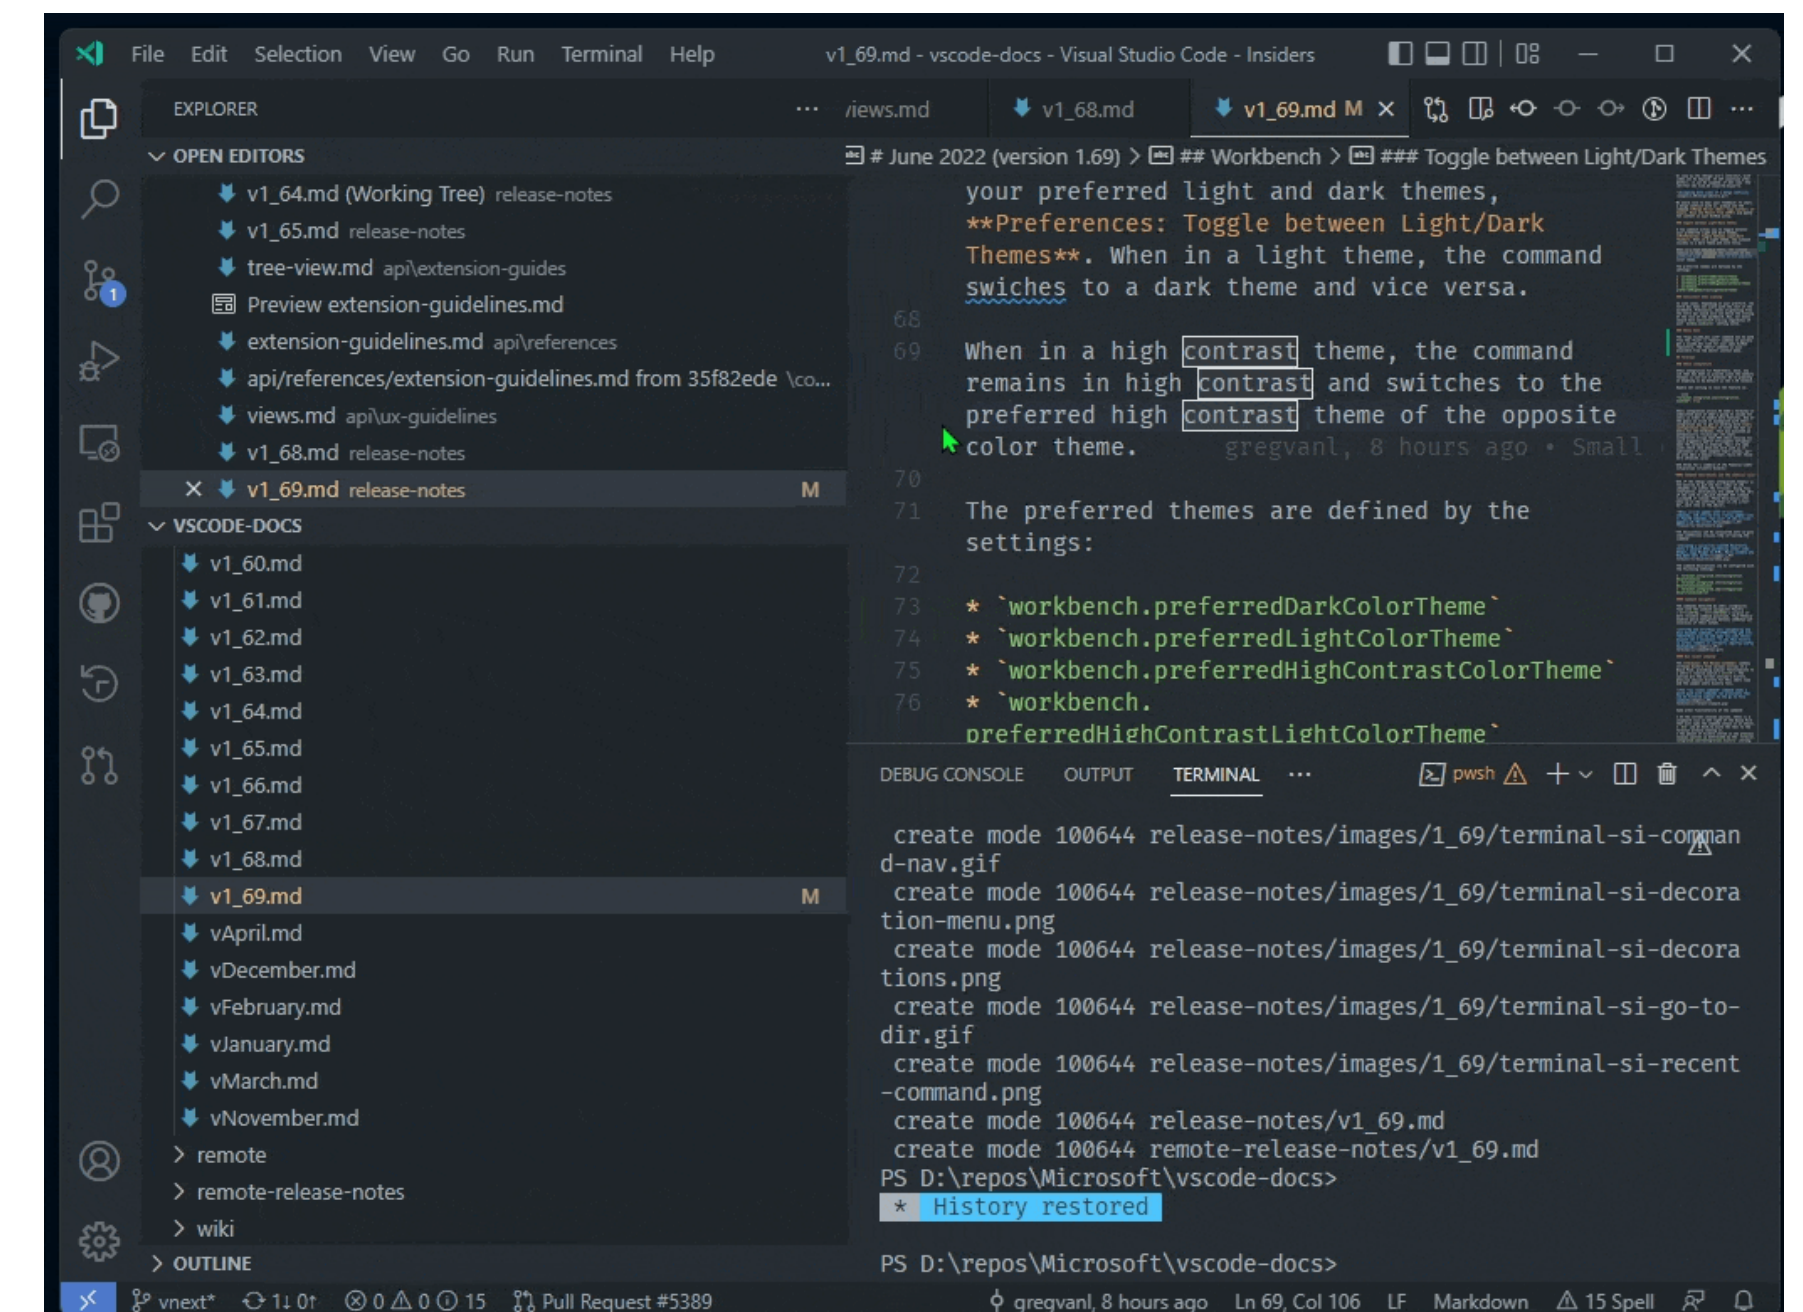 File Edit Selection View Go Run Terminal Help v1_69.md - vscode-docs - Visual Studio Code - Insiders
EXPLORER
OPEN EDITORS
v1_64.md (Working Tree) release-notes
v1_65.md release-notes
tree-view.md api\extension-guides
Preview extension-guidelines.md
extension-guidelines.md api\references
api/references/extension-guidelines.md from 35f82ede \co...
views.md api\ux-guidelines
v1_68.md release-notes
v1_69.md release-notes M
VSCODE-DOCS
v1_60.md
v1_61.md
v1_62.md
v1_63.md
v1_64.md
v1_65.md
v1_66.md
v1_67.md
v1_68.md
v1_69.md M
vApril.md
vDecember.md
vFebruary.md
vJanuary.md
vMarch.md
vNovember.md
remote
remote-release-notes
wiki
OUTLINE
1
views.md v1_68.md v1_69.md M
# June 2022 (version 1.69) > ## Workbench > ### Toggle between Light/Dark Themes
your preferred light and dark themes,
**Preferences: Toggle between Light/Dark
Themes**. When in a light theme, the command
swiches to a dark theme and vice versa.
68
69 When in a high contrast theme, the command
remains in high contrast and switches to the
preferred high contrast theme of the opposite
color theme. gregvanl, 8 hours ago • Small
70
71 The preferred themes are defined by the
settings:
72
73 * `workbench.preferredDarkColorTheme`
74 * `workbench.preferredLightColorTheme`
75 * `workbench.preferredHighContrastColorTheme`
76 * `workbench.
preferredHighContrastLightColorTheme`
DEBUG CONSOLE OUTPUT TERMINAL ... pwsh
create mode 100644 release-notes/images/1_69/terminal-si-comman
d-nav.gif
create mode 100644 release-notes/images/1_69/terminal-si-decora
tion-menu.png
create mode 100644 release-notes/images/1_69/terminal-si-decora
tions.png
create mode 100644 release-notes/images/1_69/terminal-si-go-to-
dir.gif
create mode 100644 release-notes/images/1_69/terminal-si-recent
-command.png
create mode 100644 release-notes/v1_69.md
create mode 100644 remote-release-notes/v1_69.md
PS D:\repos\Microsoft\vscode-docs>
* History restored
PS D:\repos\Microsoft\vscode-docs>
vnext* 1↓ 0↑ 0 0 15 Pull Request #5389 gregvanl, 8 hours ago Ln 69, Col 106 LF Markdown 15 Spell